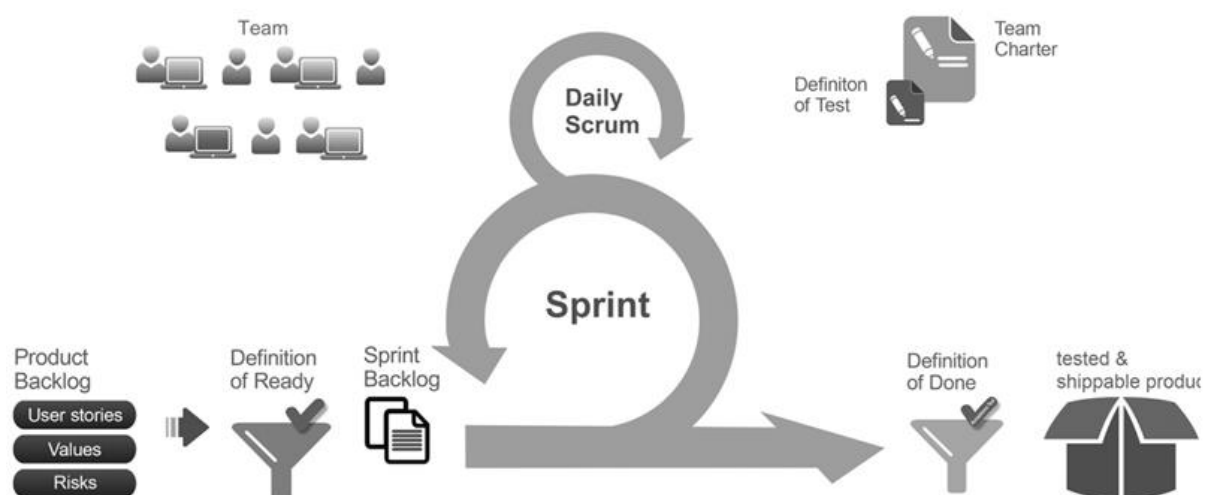 Team
Daily
Scrum
Team
Charter
Definiton
of Test
Sprint
Product
Backlog
User stories
Values
Risks
Definition
of Ready
Sprint
Backlog
Definition
of Done
tested &
shippable produc